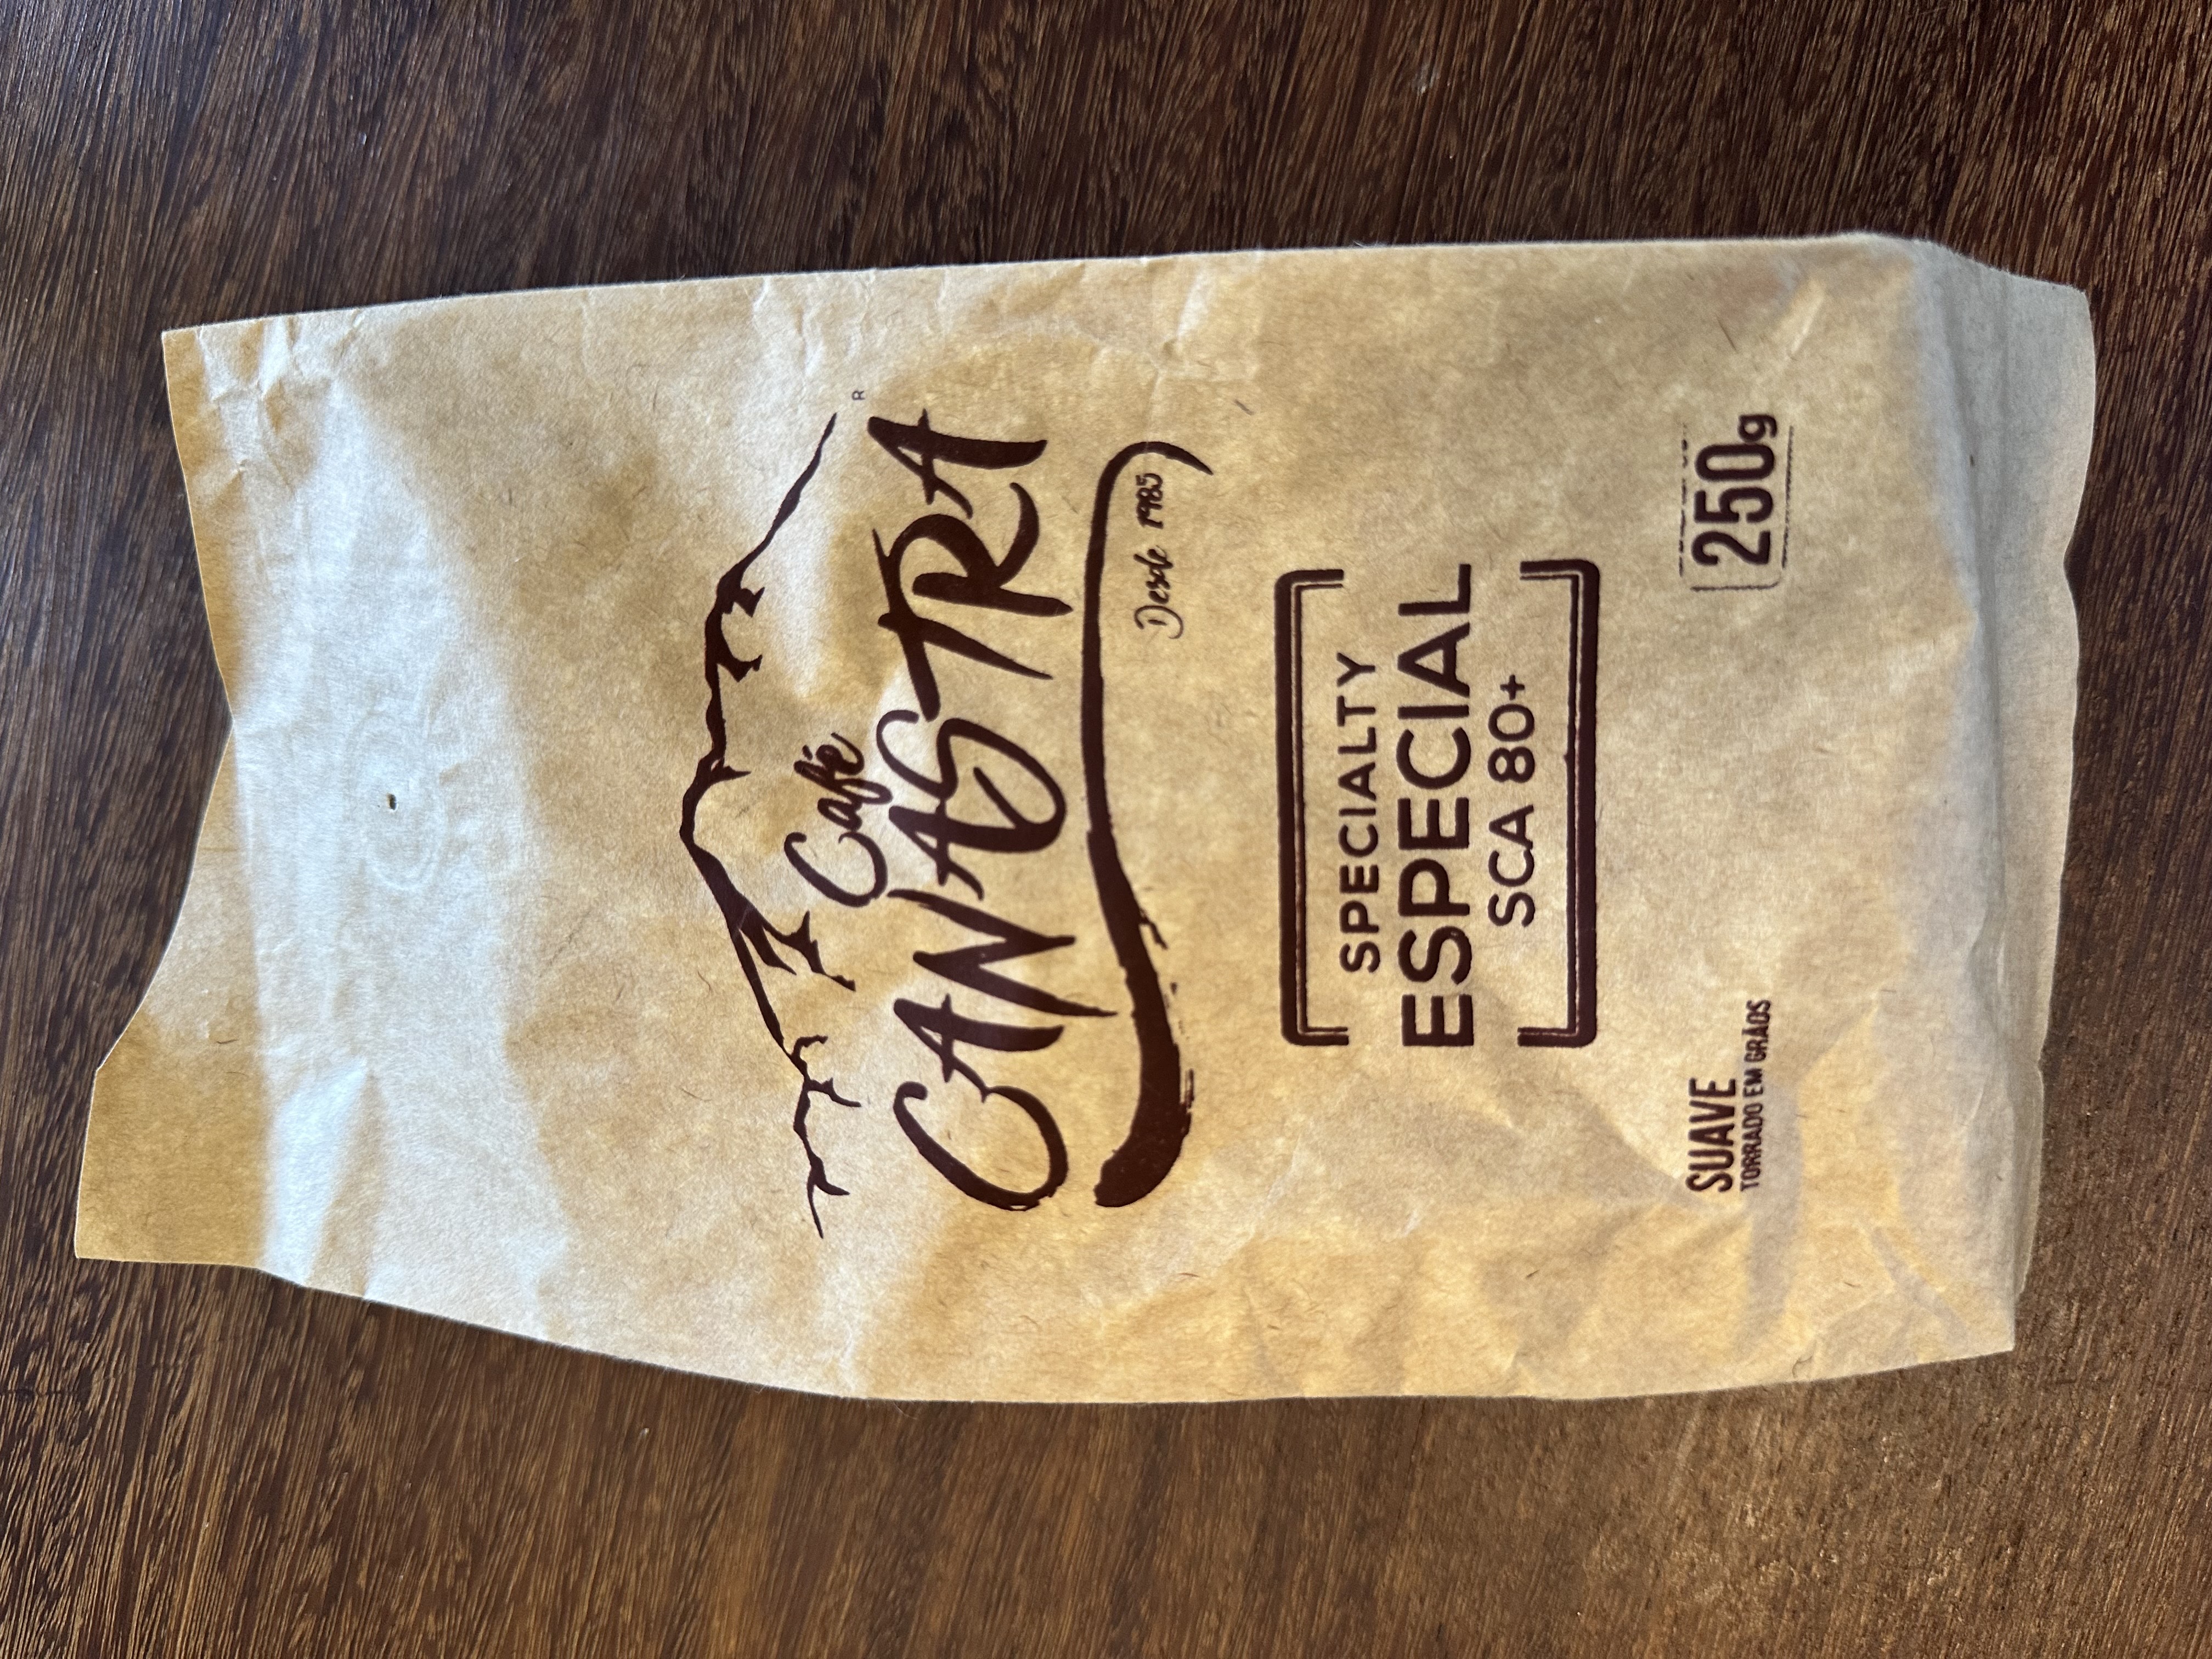 Café
CANASTRA
R
Desde 1985
SPECIALTY
ESPECIAL
SCA 80+
SUAVE
TORRADO EM GRÃOS
250g